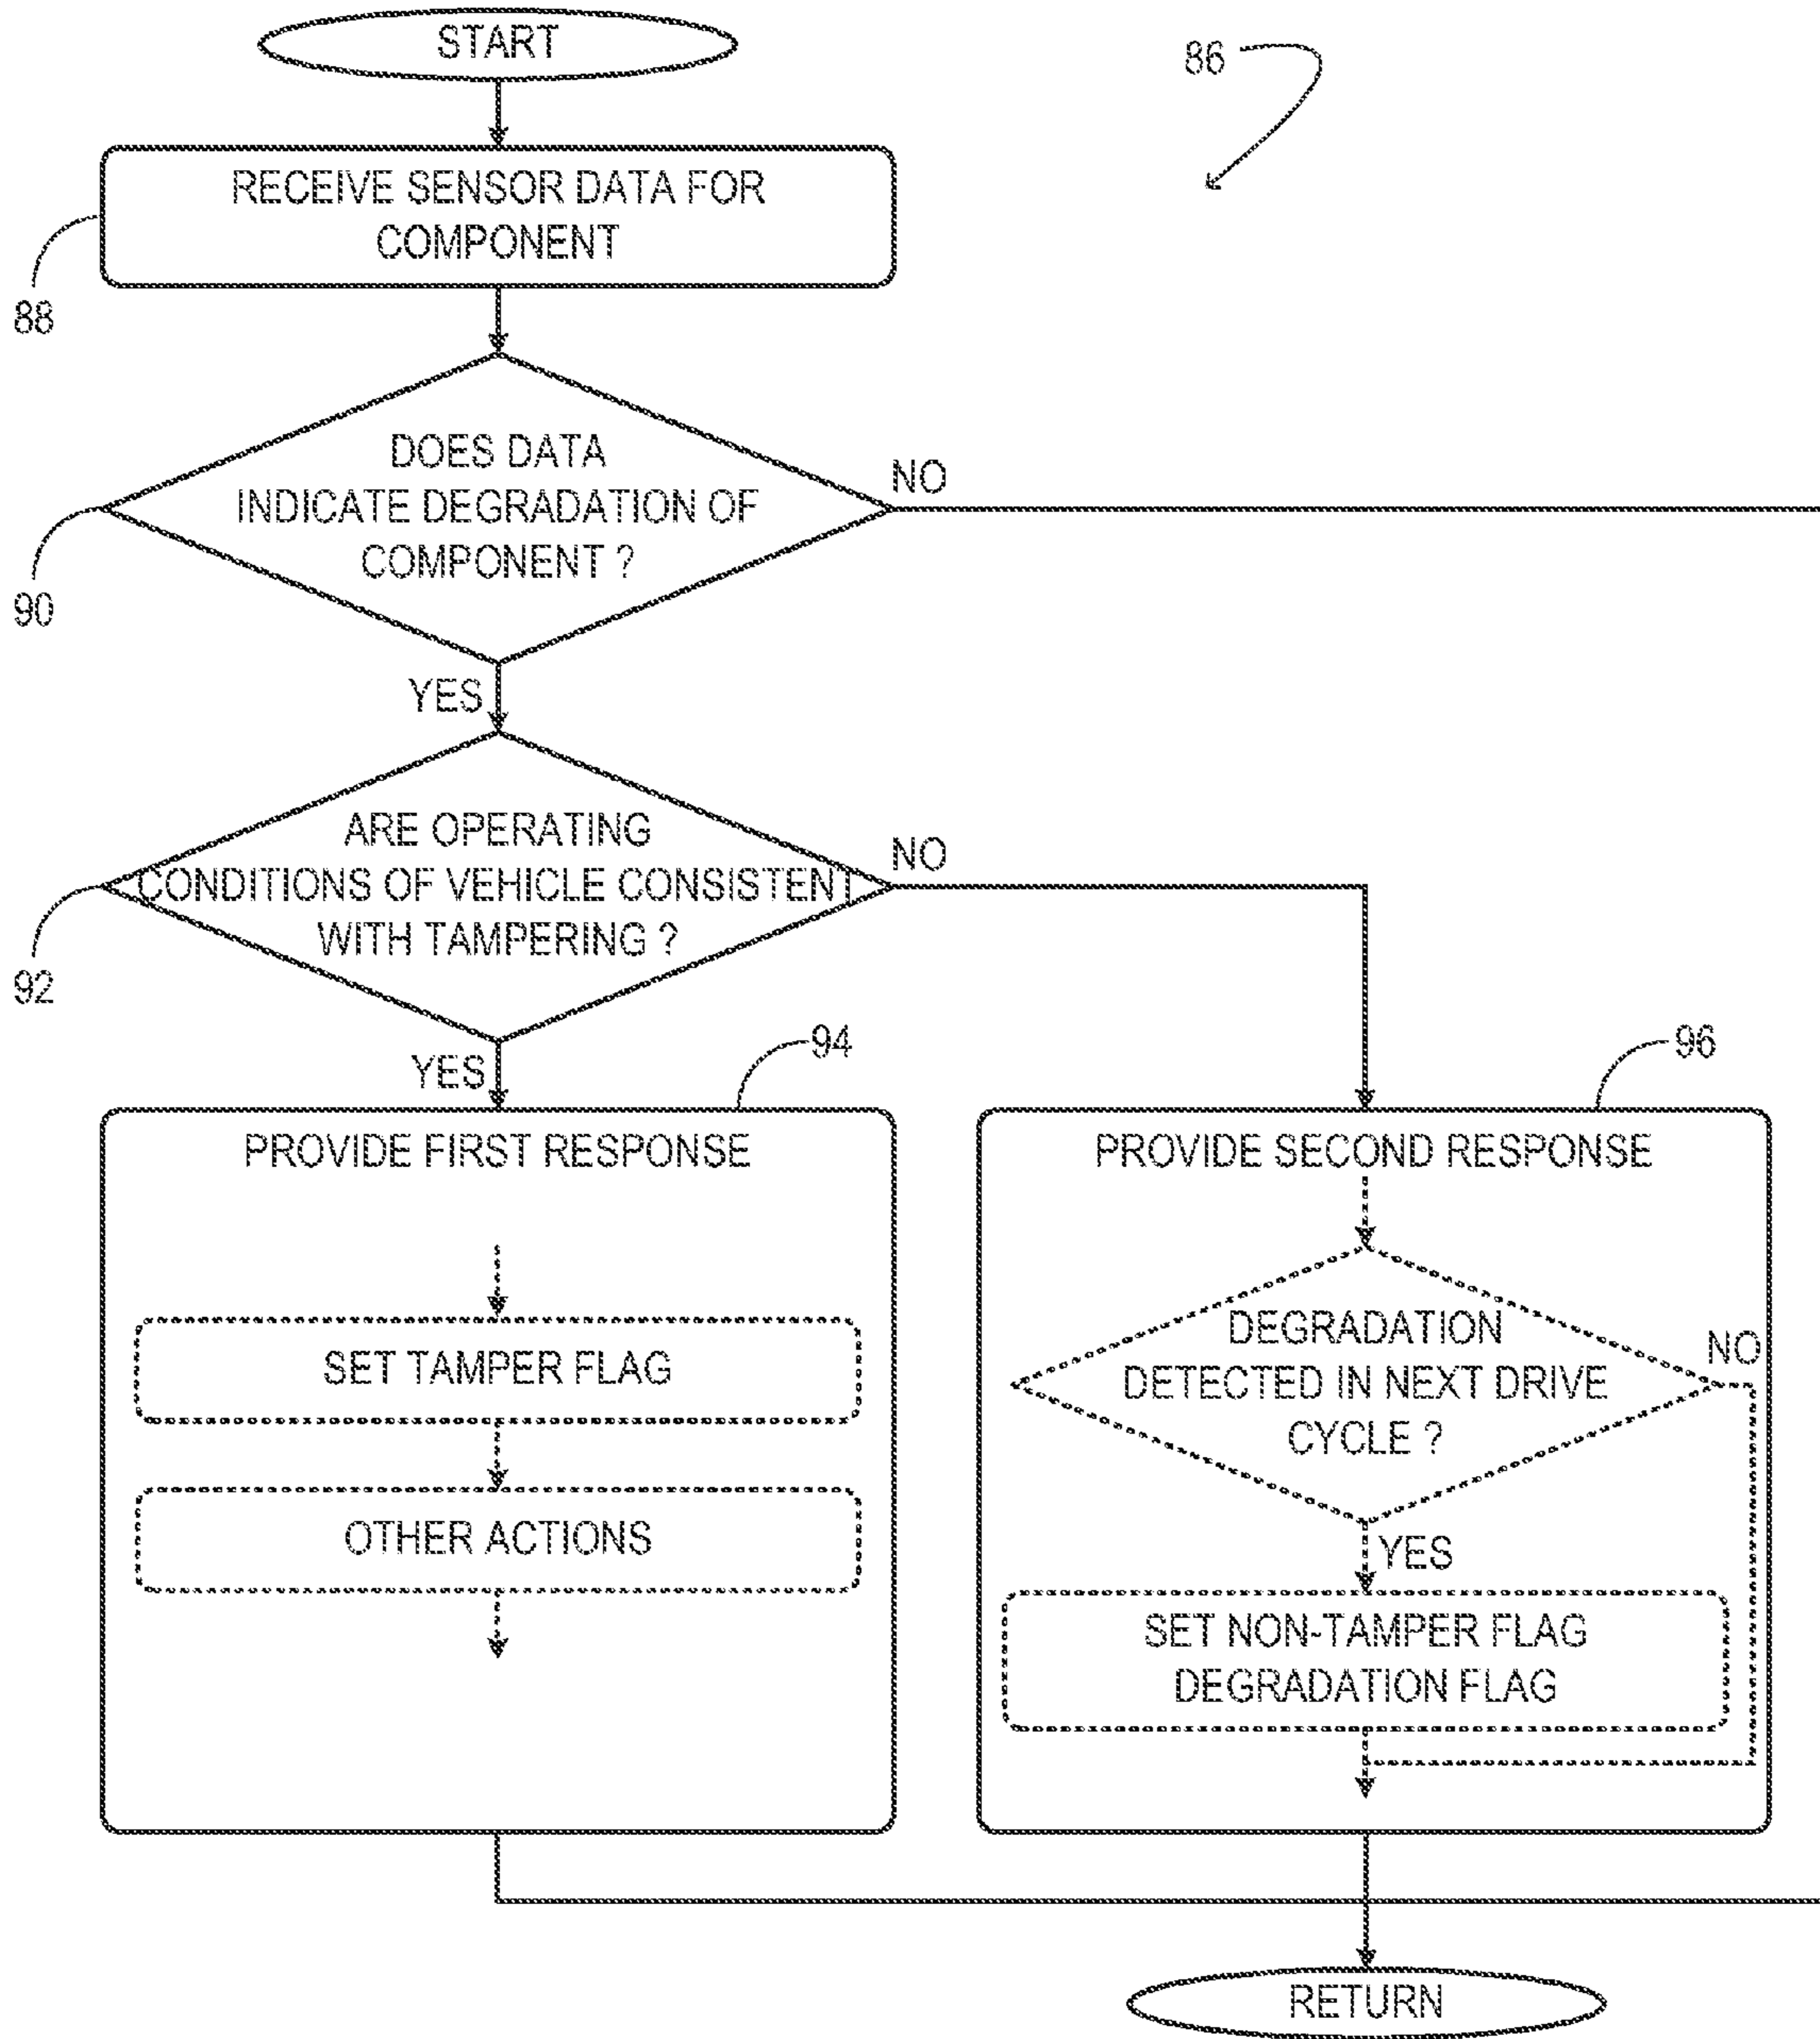 START
86
RECEIVE SENSOR DATA FOR
COMPONENT
88
DOES DATA
INDICATE DEGRADATION OF
COMPONENT ?
NO
90
YES
ARE OPERATING
CONDITIONS OF VEHICLE CONSISTENT
WITH TAMPERING ?
NO
92
YES
94
96
PROVIDE FIRST RESPONSE
SET TAMPER FLAG
OTHER ACTIONS
PROVIDE SECOND RESPONSE
DEGRADATION
DETECTED IN NEXT DRIVE
CYCLE ?
NO
YES
SET NON-TAMPER FLAG
DEGRADATION FLAG
RETURN